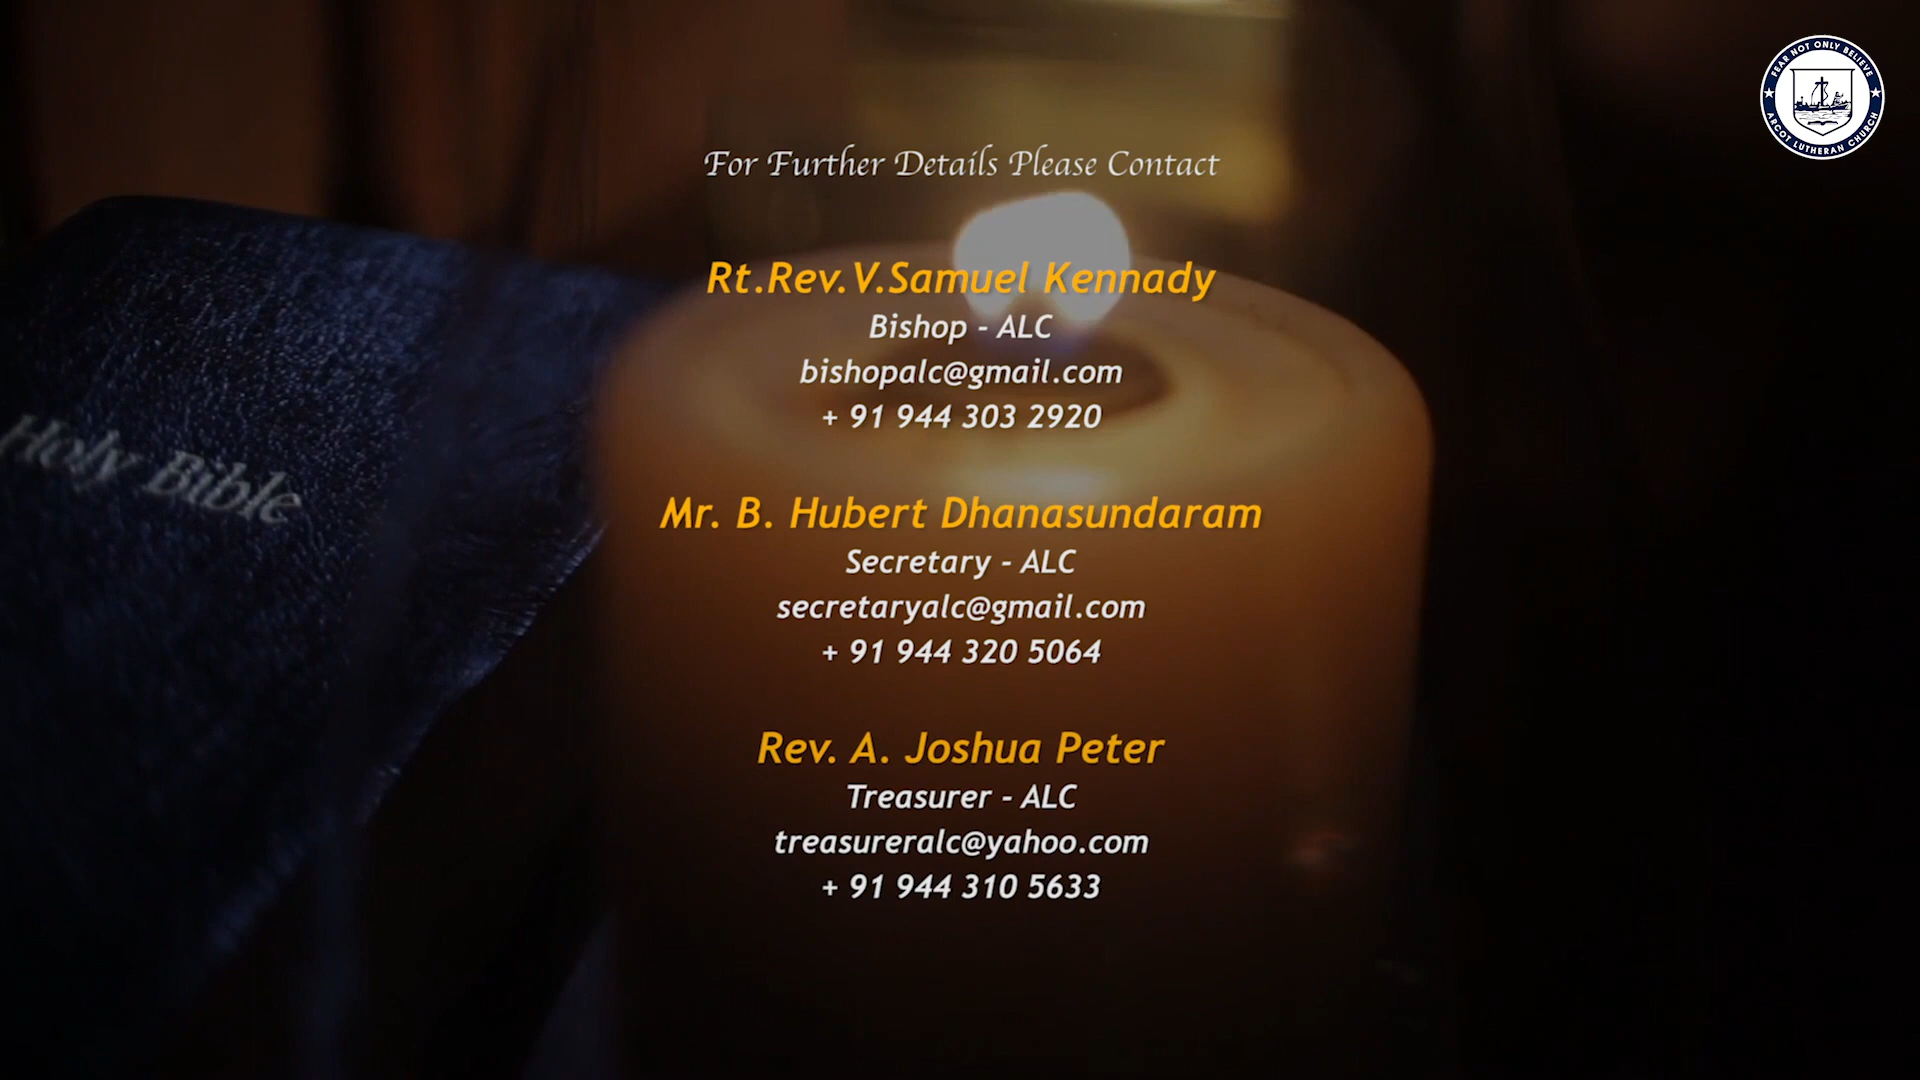 FEAR NOT ONLY BELIEVE
ARCOT LUTHERAN CHURCH
For Further Details Please Contact
Rt.Rev.V.Samuel Kennady
Bishop - ALC
bishopalc@gmail.com
+ 91 944 303 2920
Holy Bible
Mr. B. Hubert Dhanasundaram
Secretary - ALC
secretaryalc@gmail.com
+ 91 944 320 5064
Rev. A. Joshua Peter
Treasurer - ALC
treasureralc@yahoo.com
+ 91 944 310 5633